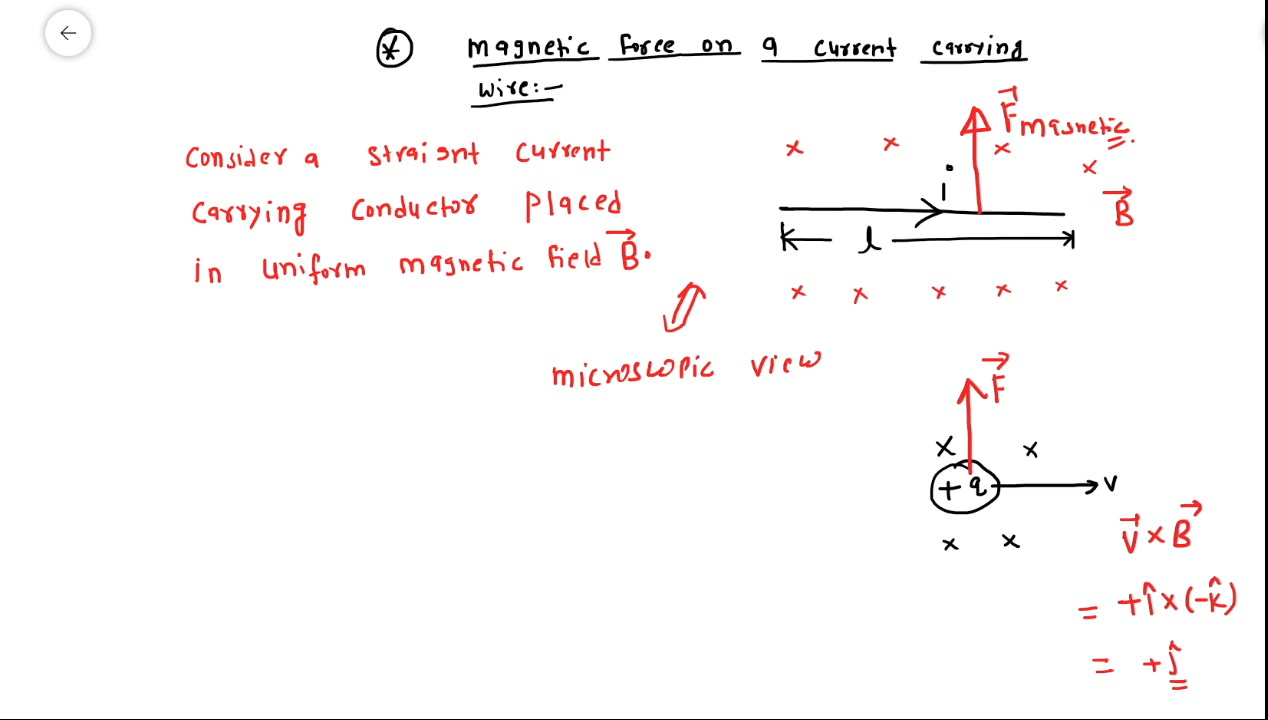 * Magnetic Force on a current carrying
wire:-
Consider a straignt current
carrying conductor placed
in uniform magnetic field B⃗.
microscopic view
F⃗ magnetic.
x x x x
i
B⃗
l
x x x x x
F⃗
x x
+q v
x x
V⃗ × B⃗
= +î×(-k̂)
= +ĵ